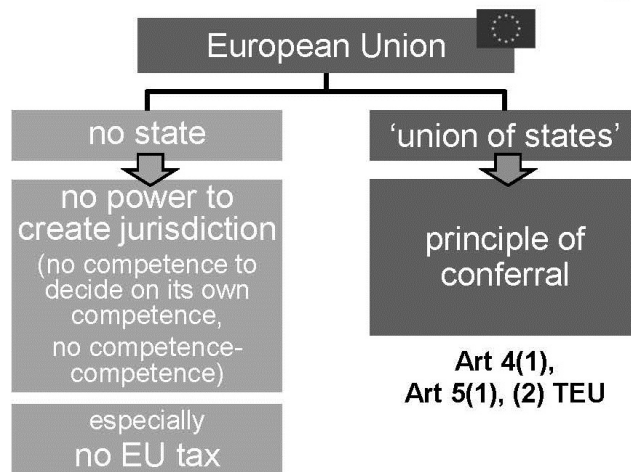 European Union
no state
no power to
create jurisdiction
(no competence to
decide on its own
competence,
no competence-
competence)
especially
no EU tax
‘union of states’
principle of
conferral
Art 4(1),
Art 5(1), (2) TEU